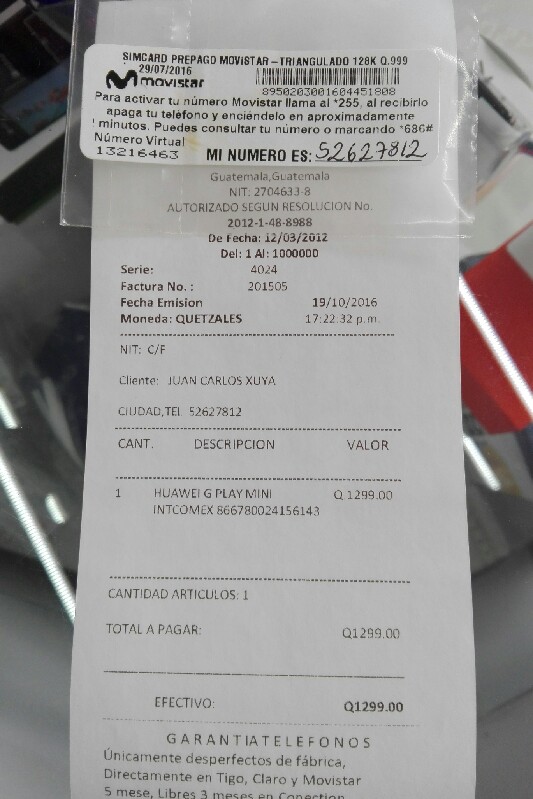 SIMCARD PREPAGO MOVISTAR-TRIANGULADO 128K Q.999
29/07/2016
movistar
8950203001604451808
Para activar tu número Movistar llama al *255, al recibirlo
apaga tu teléfono y enciéndelo en aproximadamente
minutos. Puedes consultar tu número o marcando *686#
Número Virtual
13216463 MI NUMERO ES: 52627812
Guatemala,Guatemala
NIT: 2704633-8
AUTORIZADO SEGUN RESOLUCION No.
2012-1-48-8988
De Fecha: 12/03/2012
Del: 1 Al: 1000000
Serie: 4024
Factura No. : 201505
Fecha Emision 19/10/2016
Moneda: QUETZALES 17:22:32 p.m.
NIT: C/F
Cliente: JUAN CARLOS XUYA
CIUDAD,TEL 52627812
CANT. DESCRIPCION VALOR
1 HUAWEI G PLAY MINI Q 1299.00
INTCOMEX 866780024156143
CANTIDAD ARTICULOS: 1
TOTAL A PAGAR: Q1299.00
EFECTIVO: Q1299.00
GARANTIATELEFONOS
Únicamente desperfectos de fábrica,
Directamente en Tigo, Claro y Movistar
5 mese, Libres 3 meses en Conection